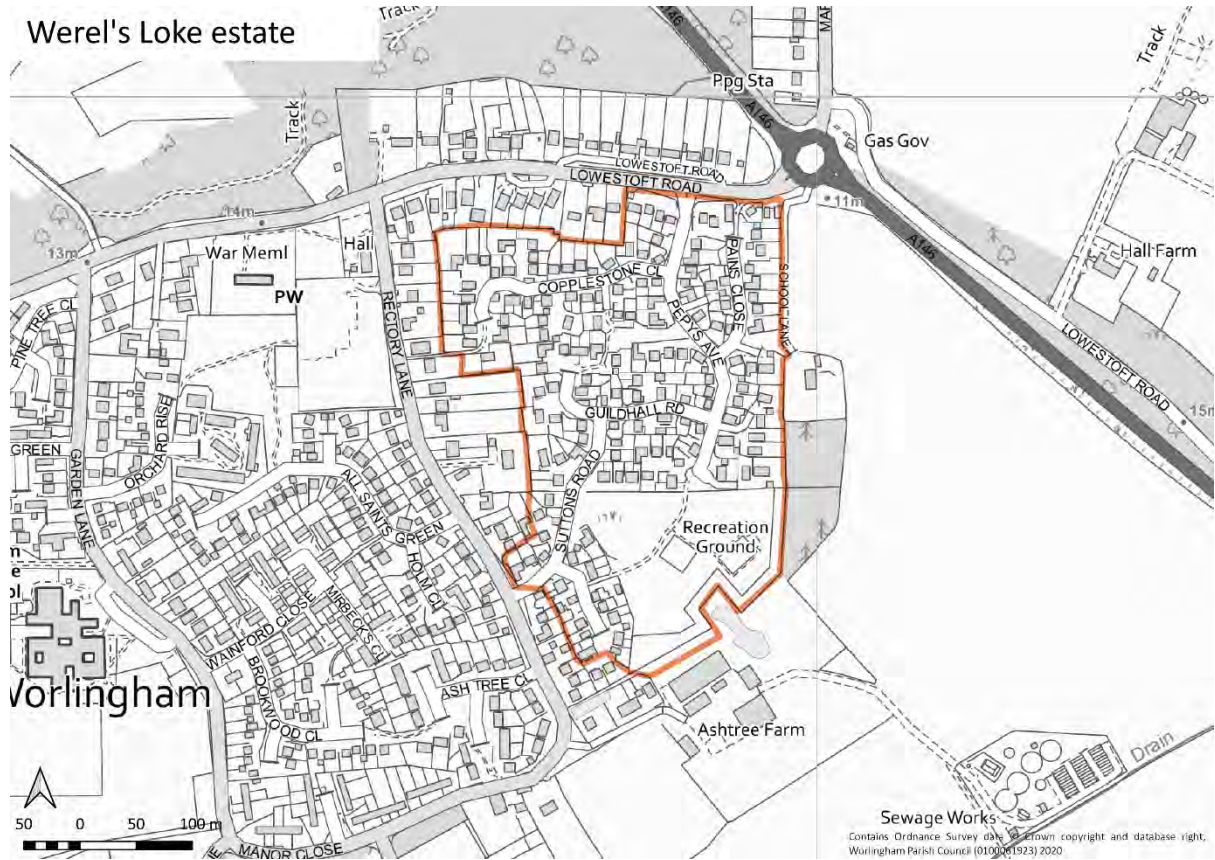 Werel's Loke estate
Track
A146
Ppg Sta
Track
Track
A146
Gas Gov
LOWESTOFT ROAD
LOWESTOFT ROAD
11m
14m
Hall
A146
Hall Farm
13m
War Meml
PW
COPPLESTONE CL
PAINS CLOSE
SCHOOL LANE
PINE TREE CL
RECTORY LANE
PEPYS AVE
LOWESTOFT ROAD
15m
ORCHARD RISE
GUILDHALL RD
GREEN
GARDEN LANE
ALL SAINTS GREEN
SUTTONS ROAD
Recreation
Ground
HOLM CL
MIRBECK'S CL
WAINFORD CLOSE
Worlingham
BROOKWOOD CL
ASH TREE CL
Ashtree Farm
Drain
50 0 50 100 m
Sewage Works
MANOR CLOSE
Contains Ordnance Survey data © Crown copyright and database right,
Worlingham Parish Council (0100061923) 2020